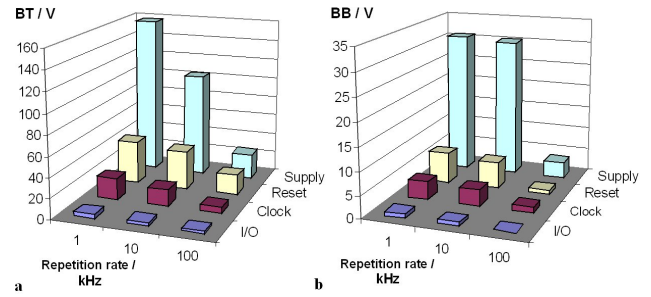 BT / V
160
140
120
100
80
60
40
20
0
1
10
100
Repetition rate /
kHz
Supply
Reset
Clock
I/O
a
BB / V
35
30
25
20
15
10
5
0
1
10
100
Repetition rate /
kHz
Supply
Reset
Clock
I/O
b